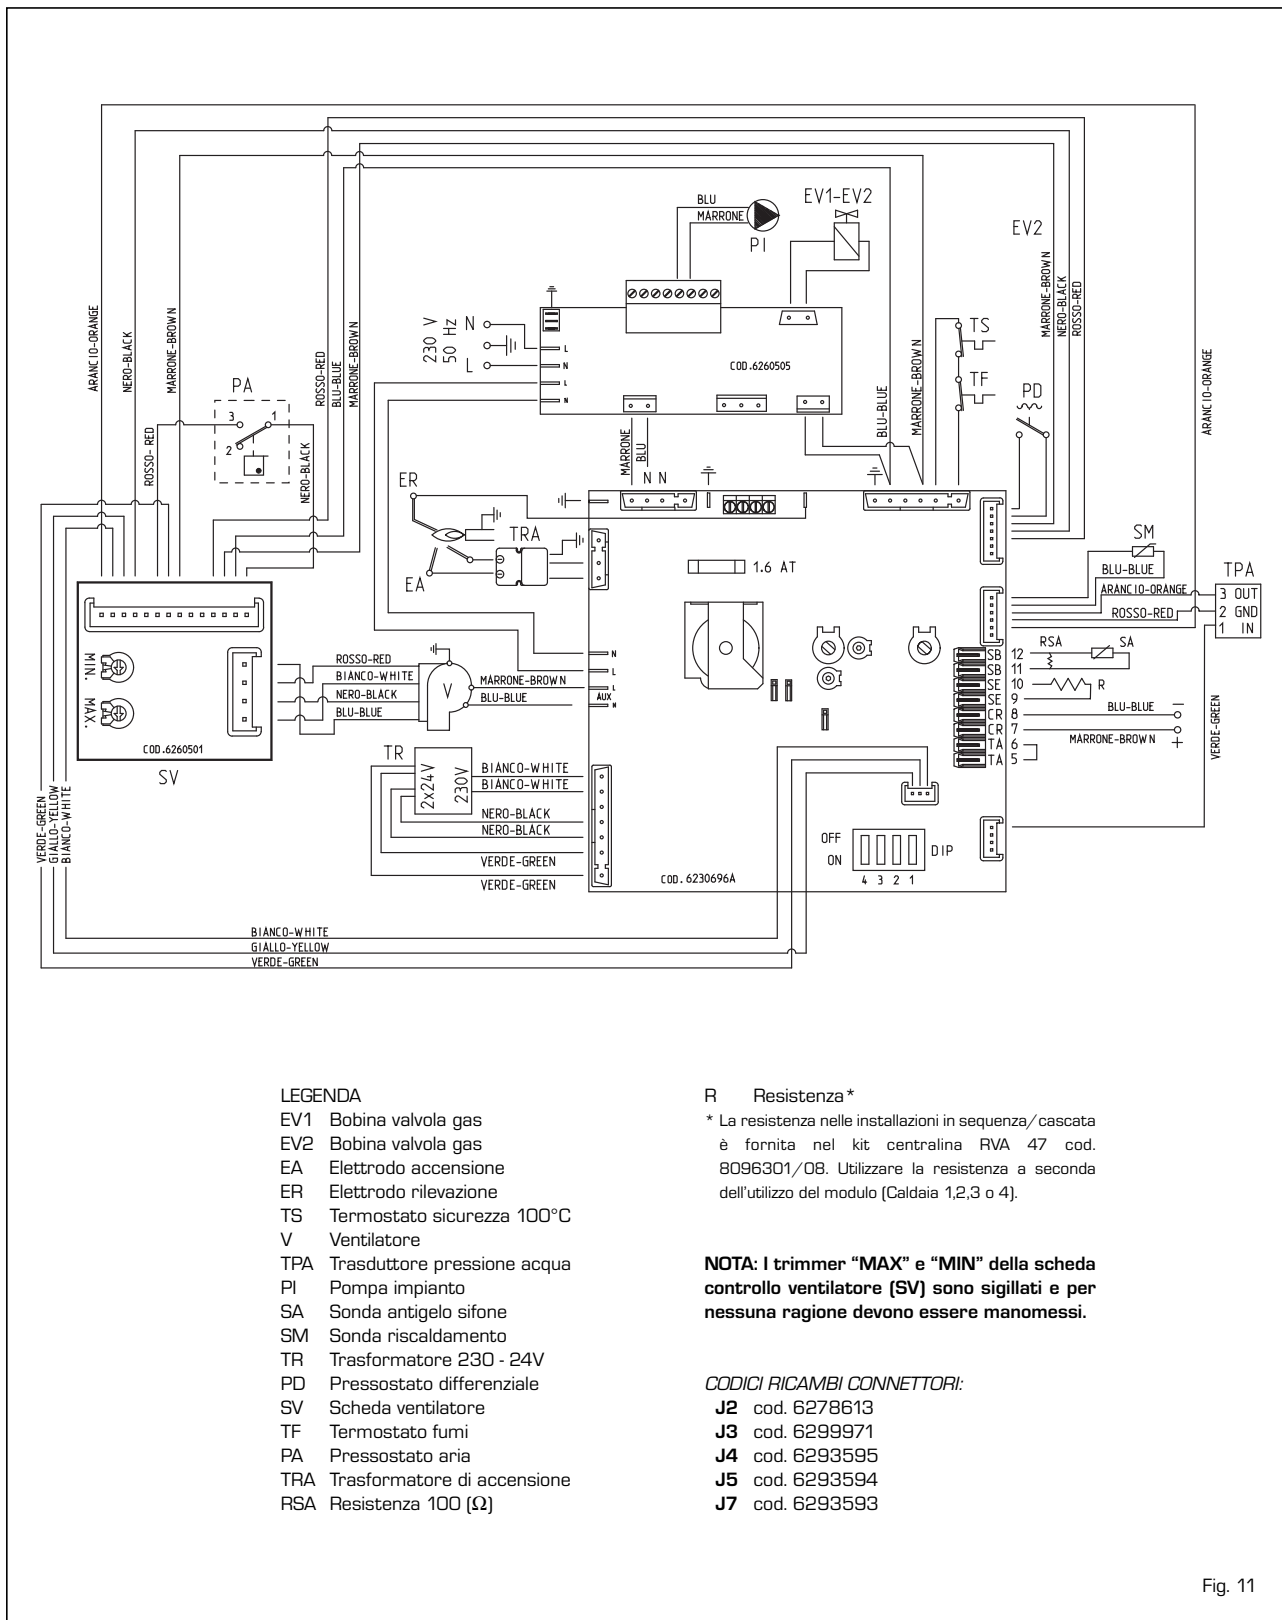 ARANCIO-ORANGE
NERO-BLACK
MARRONE-BROWN
ROSSO-RED
BLU-BLUE
MARRONE-BROWN
BLU
MARRONE
PI
EV1-EV2
EV2
MARRONE-BROWN
NERO-BLACK
ROSSO-RED
ARANCIO-ORANGE
PA
3
1
2
ROSSO- RED
NERO-BLACK
230 V
50 Hz
N
L
L
N
L
N
COD.6260505
BLU-BLUE
MARRONE-BROWN
TS
TF
PD
MARRONE
BLU
N N
ER
TRA
EA
1.6 AT
SM
BLU-BLUE
ARANCIO-ORANGE
ROSSO-RED
TPA
3 OUT
2 GND
1 IN
VERDE-GREEN
RSA
SA
SB 12
SB 11
SE 10
SE 9
CR 8
CR 7
TA 6
TA 5
R
BLU-BLUE
−
MARRONE-BROWN
+
MIN.
MAX.
COD.6260501
SV
ROSSO-RED
BIANCO-WHITE
NERO-BLACK
BLU-BLUE
V
MARRONE-BROWN
BLU-BLUE
N
L
L
AUX
N
TR
2x24V
230V
BIANCO-WHITE
BIANCO-WHITE
NERO-BLACK
NERO-BLACK
VERDE-GREEN
VERDE-GREEN
OFF
ON
DIP
4 3 2 1
COD.6230696A
VERDE-GREEN
GIALLO-YELLOW
BIANCO-WHITE
BIANCO-WHITE
GIALLO-YELLOW
VERDE-GREEN
LEGENDA
EV1 Bobina valvola gas
EV2 Bobina valvola gas
EA Elettrodo accensione
ER Elettrodo rilevazione
TS Termostato sicurezza 100°C
V Ventilatore
TPA Trasduttore pressione acqua
PI Pompa impianto
SA Sonda antigelo sifone
SM Sonda riscaldamento
TR Trasformatore 230 - 24V
PD Pressostato differenziale
SV Scheda ventilatore
TF Termostato fumi
PA Pressostato aria
TRA Trasformatore di accensione
RSA Resistenza 100 (Ω)
R Resistenza*
* La resistenza nelle installazioni in sequenza/cascata
è fornita nel kit centralina RVA 47 cod.
8096301/08. Utilizzare la resistenza a seconda
dell'utilizzo del modulo (Caldaia 1,2,3 o 4).
NOTA: I trimmer “MAX” e “MIN” della scheda
controllo ventilatore (SV) sono sigillati e per
nessuna ragione devono essere manomessi.
CODICI RICAMBI CONNETTORI:
J2 cod. 6278613
J3 cod. 6299971
J4 cod. 6293595
J5 cod. 6293594
J7 cod. 6293593
Fig. 11